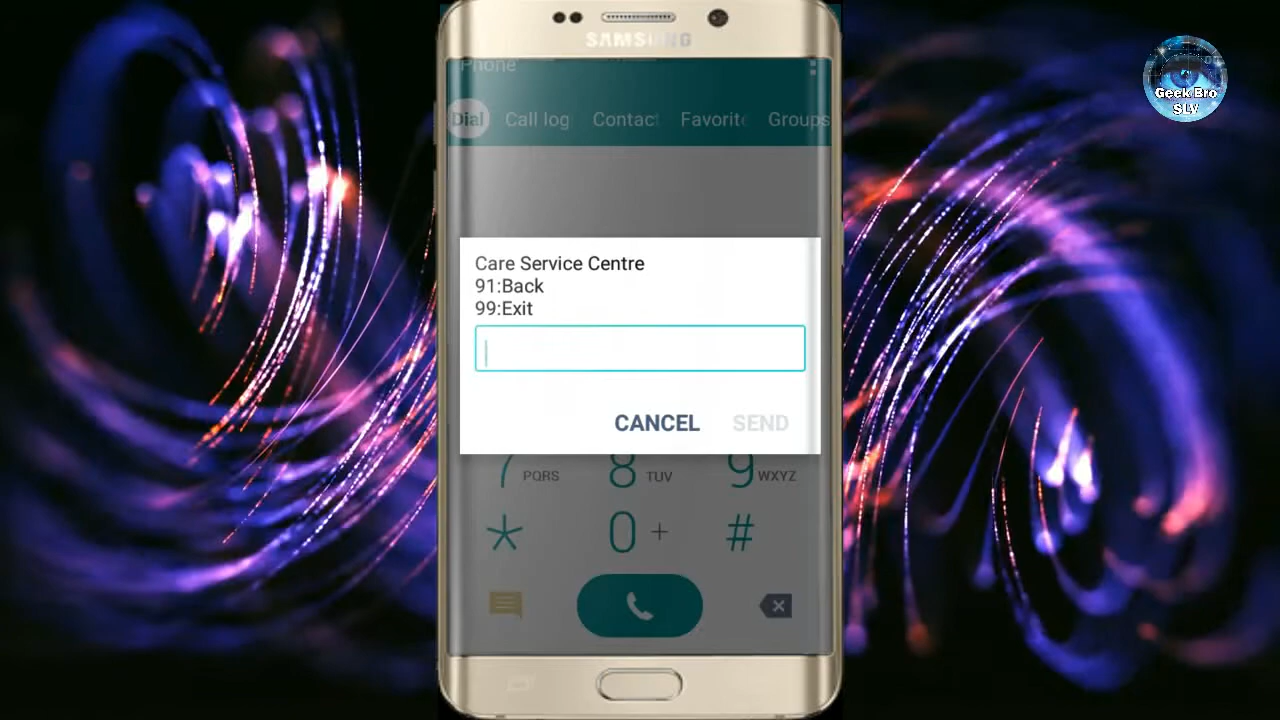 SAMSUNG
Phone
Dial Call log Contact Favorite Groups
Geek Bro
SLV
Care Service Centre
91:Back
99:Exit
CANCEL SEND
7 PQRS 8 TUV 9 WXYZ
* 0 + #